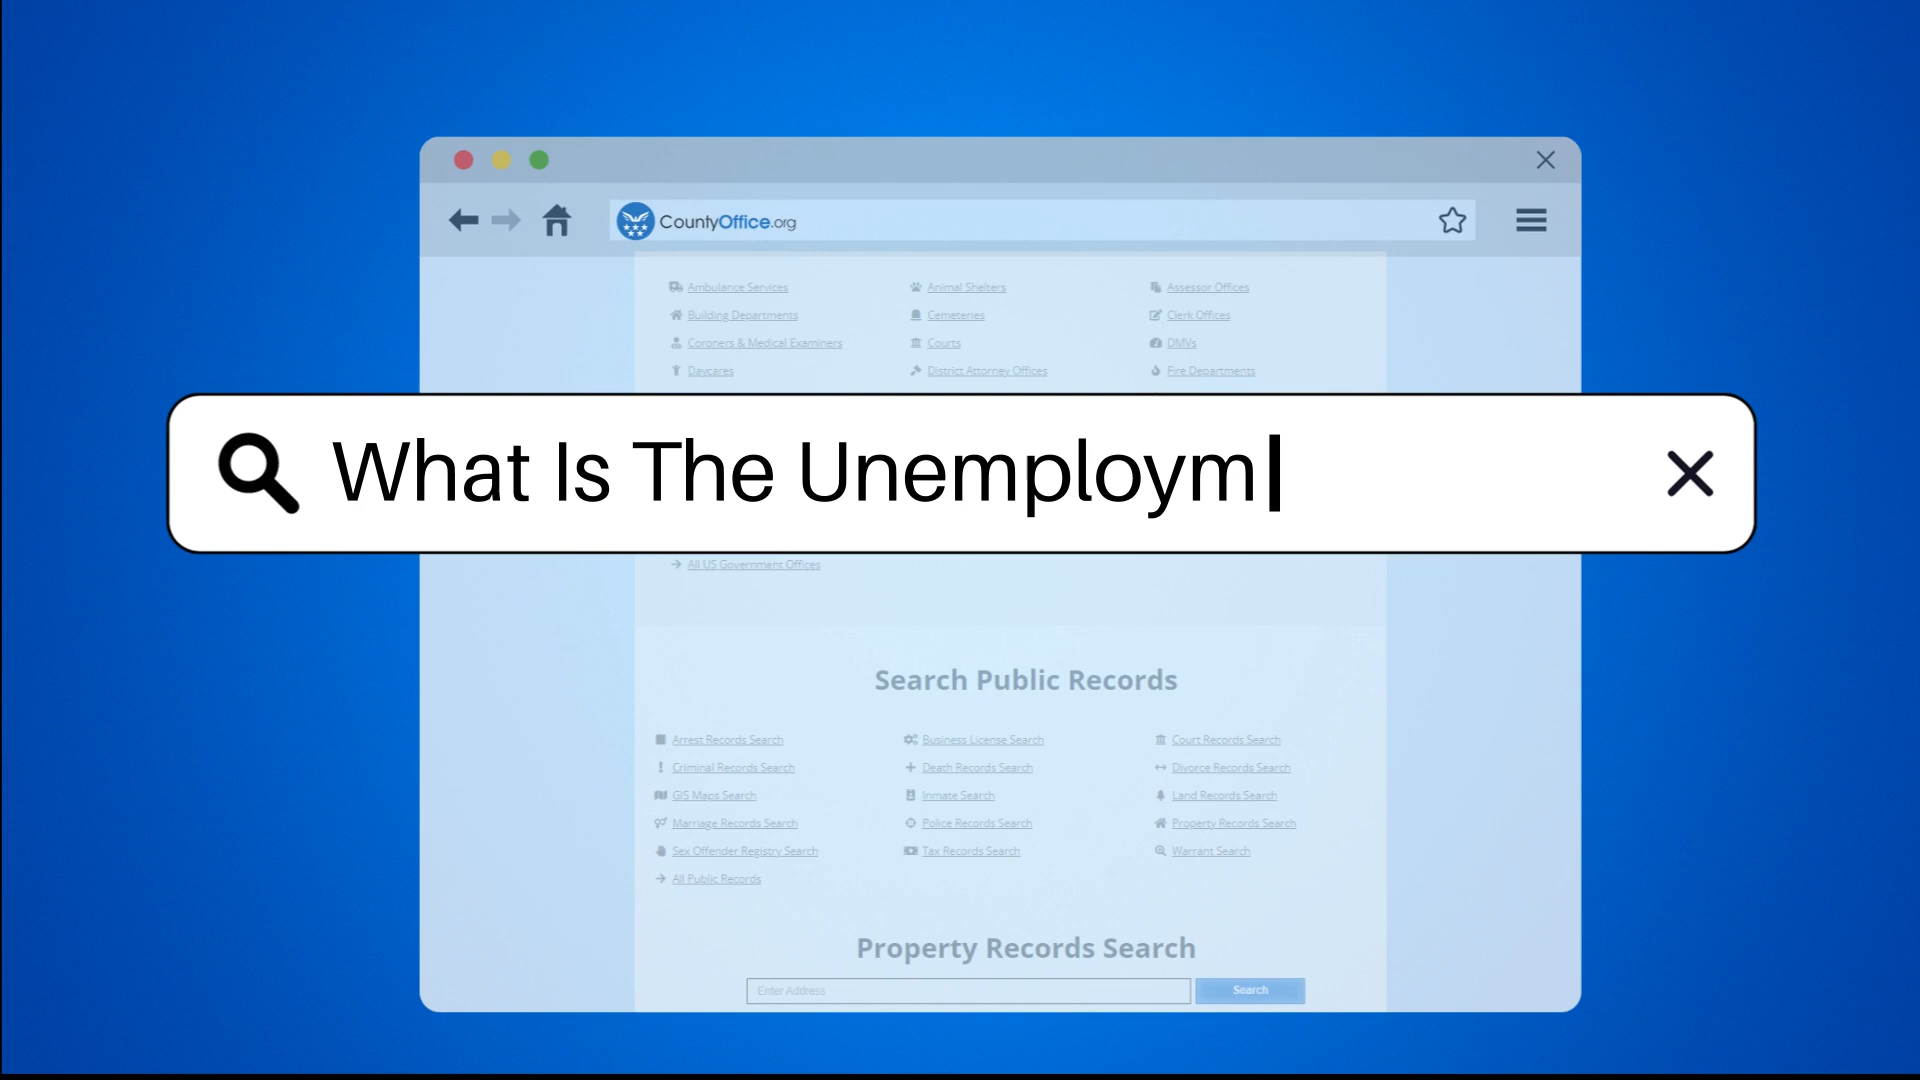 CountyOffice.org
Ambulance Services Animal Shelters Assessor Offices
Building Departments Cemeteries Clerk Offices
Coroners & Medical Examiners Courts DMVs
Daycares District Attorney Offices Fire Departments
What Is The Unemploym
All US Government Offices
Search Public Records
Arrest Records Search Business License Search Court Records Search
Criminal Records Search Death Records Search Divorce Records Search
GIS Maps Search Inmate Search Land Records Search
Marriage Records Search Police Records Search Property Records Search
Sex Offender Registry Search Tax Records Search Warrant Search
All Public Records
Property Records Search
Enter Address Search